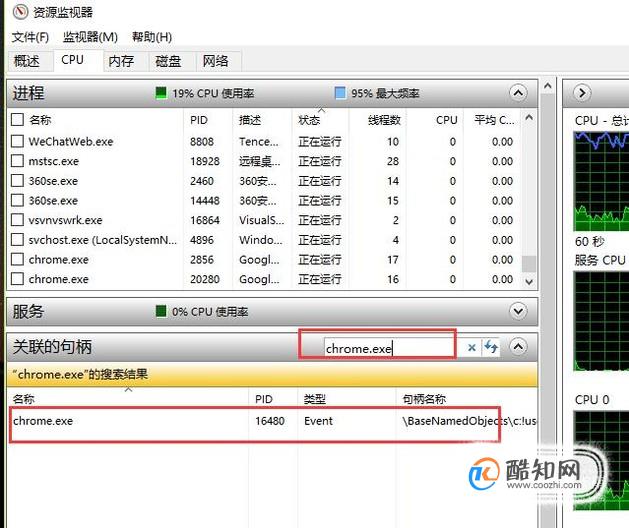 资源监视器
文件(F) 监视器(M) 帮助(H)
概述 CPU 内存 磁盘 网络
进程 19% CPU 使用率 95% 最大频率
名称 PID 描述 状态 线程数 CPU 平均 C...
WeChatWeb.exe 8808 Tence... 正在运行 10 0 0.00
mstsc.exe 18928 远程桌... 正在运行 28 0 0.00
360se.exe 2460 360安... 正在运行 14 0 0.00
360se.exe 14448 360安... 正在运行 15 0 0.00
vsvnvswrk.exe 16864 VisualS... 正在运行 2 0 0.00
svchost.exe (LocalSystemN... 4896 Windo... 正在运行 4 0 0.00
chrome.exe 2856 Googl... 正在运行 17 0 0.00
chrome.exe 20280 Googl... 正在运行 16 0 0.00
服务 0% CPU 使用率
关联的句柄 chrome.exe
“chrome.exe”的搜索结果
名称 PID 类型 句柄名称
chrome.exe 16480 Event \BaseNamedObjects\c:!use
CPU - 总计
60 秒
服务 CPU
CPU 0
酷知网
www.coozhi.com